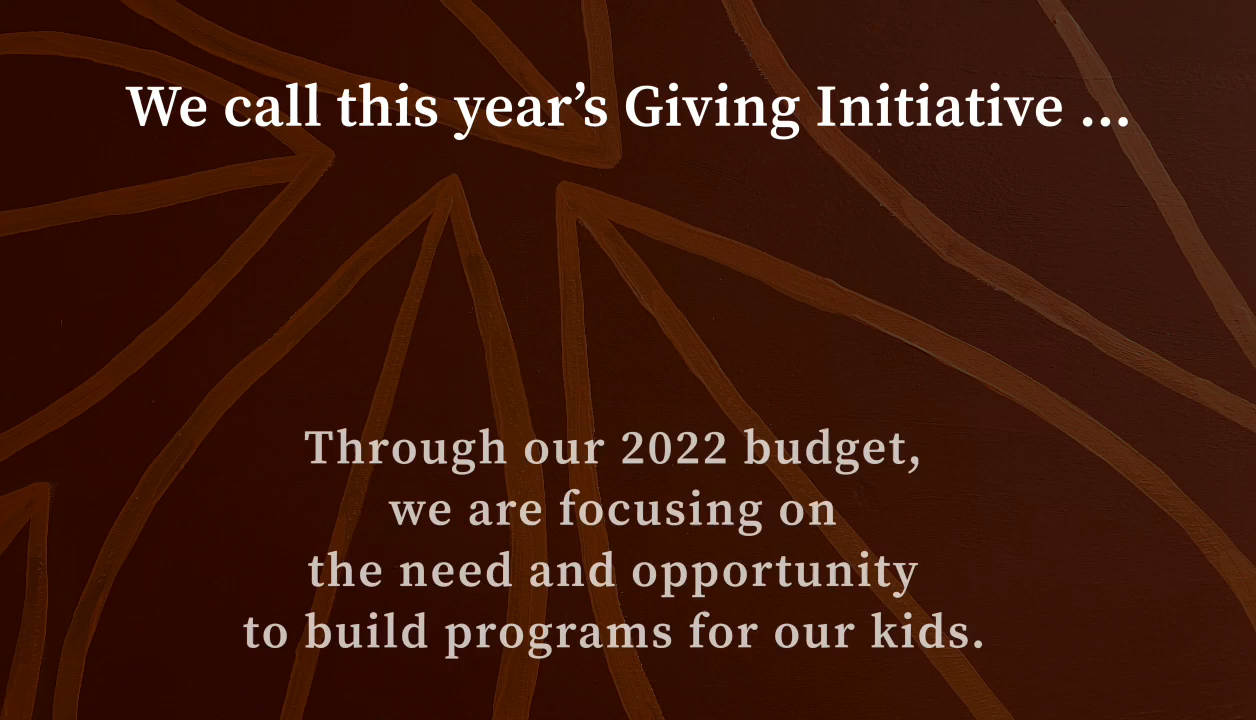 We call this year’s Giving Initiative ...
Through our 2022 budget,
we are focusing on
the need and opportunity
to build programs for our kids.